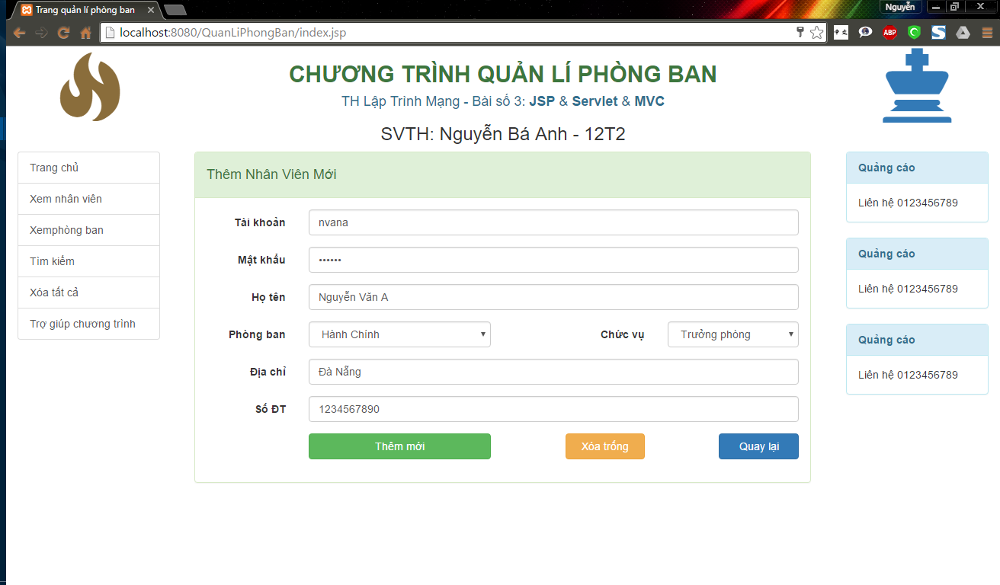 Trang quản lí phòng ban
Nguyễn
localhost:8080/QuanLiPhongBan/index.jsp
ABP
CHƯƠNG TRÌNH QUẢN LÍ PHÒNG BAN
TH Lập Trình Mạng - Bài số 3: JSP & Servlet & MVC
SVTH: Nguyễn Bá Anh - 12T2
Trang chủ
Xem nhân viên
Xemphòng ban
Tìm kiếm
Xóa tất cả
Trợ giúp chương trình
Thêm Nhân Viên Mới
Tài khoản nvana
Mật khẩu ••••••
Họ tên Nguyễn Văn A
Phòng ban Hành Chính Chức vụ Trưởng phòng
Địa chỉ Đà Nẵng
Số ĐT 1234567890
Thêm mới Xóa trống Quay lại
Quảng cáo
Liên hệ 0123456789
Quảng cáo
Liên hệ 0123456789
Quảng cáo
Liên hệ 0123456789